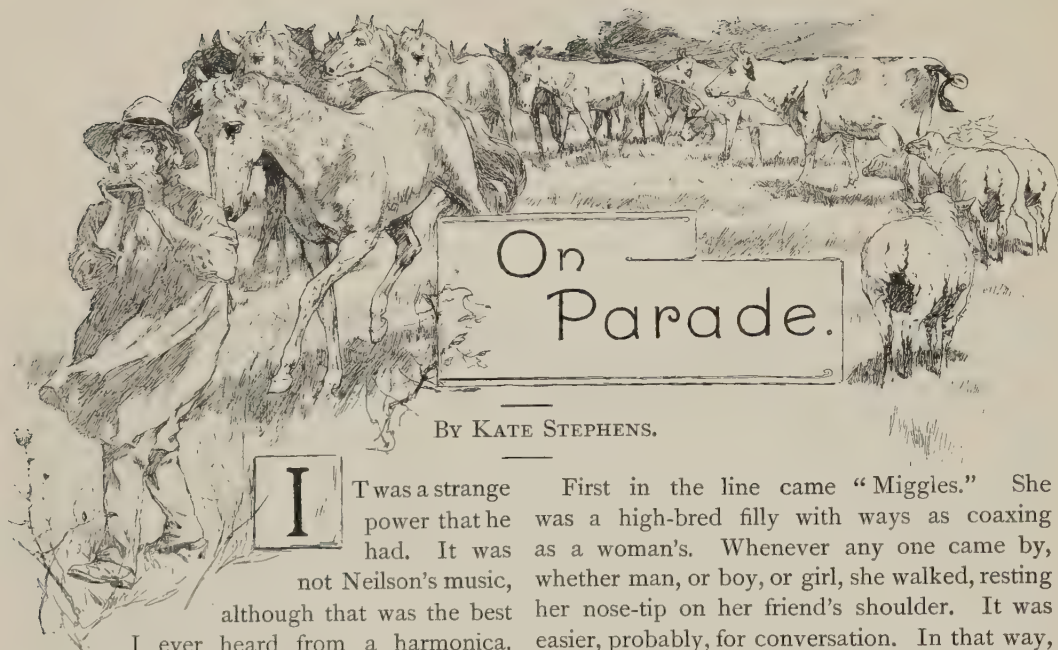 On
Parade.
BY KATE STEPHENS.
IT was a strange
power that he
had. It was
not Neilson's music,
although that was the best
I ever heard from a harmonica.
First in the line came "Miggles." She
was a high-bred filly with ways as coaxing
as a woman's. Whenever any one came by,
whether man, or boy, or girl, she walked, resting
her nose-tip on her friend's shoulder. It was
easier, probably, for conversation. In that way,